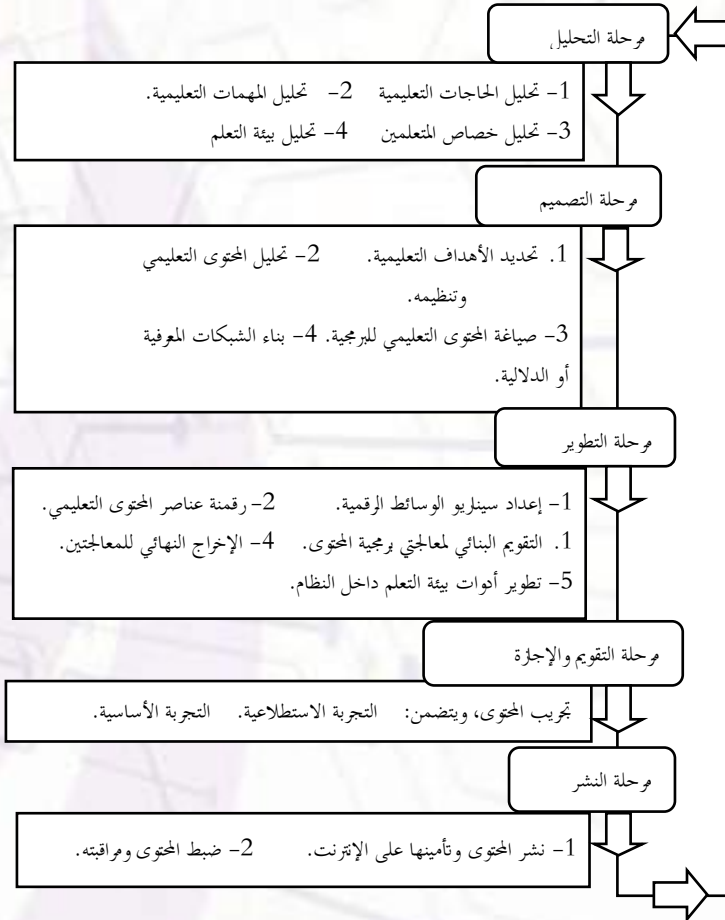 مرحلة التحليل
1- تحليل الحاجات التعليمية 2- تحليل المهمات التعليمية.
3- تحليل خصاص المتعلمين 4- تحليل بيئة التعلم
مرحلة التصميم
1. تحديد الأهداف التعليمية. 2- تحليل المحتوى التعليمي
وتنظيمه.
3- صياغة المحتوى التعليمي للبرمجية. 4- بناء الشبكات المعرفية
أو الدلالية.
مرحلة التطوير
1- إعداد سيناريو الوسائط الرقمية. 2- رقمنة عناصر المحتوى التعليمي.
1. التقويم البنائي لمعالجتي برمجية المحتوى. 4- الإخراج النهائي للمعالجتين.
5- تطوير أدوات بيئة التعلم داخل النظام.
مرحلة التقويم والإجازة
تجريب المحتوى، ويتضمن: التجربة الاستطلاعية. التجربة الأساسية.
مرحلة النشر
1- نشر المحتوى وتأمينها على الإنترنت. 2- ضبط المحتوى ومراقبته.